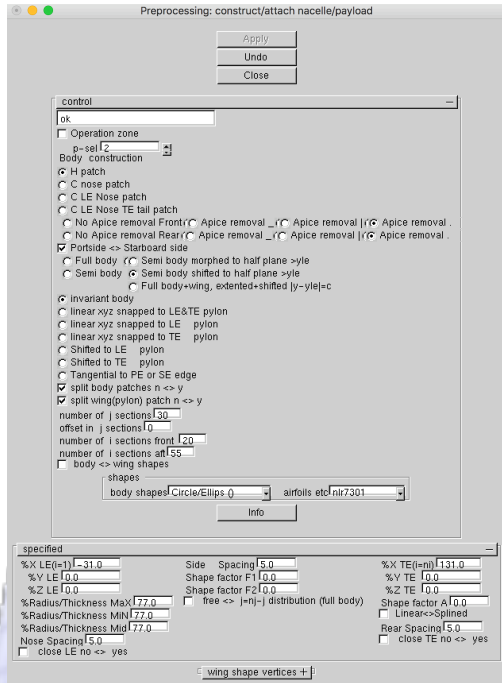 Preprocessing: construct/attach nacelle/payload
Apply
Undo
Close
control
ok
Operation zone
p-sel 2
Body construction
H patch
C nose patch
C LE Nose patch
C LE Nose TE tail patch
No Apice removal Front Apice removal _ Apice removal | Apice removal .
No Apice removal Rear Apice removal _ Apice removal | Apice removal .
Portside <> Starboard side
Full body Semi body morphed to half plane >yle
Semi body Semi body shifted to half plane >yle
Full body+wing, extented+shifted |y-yle|=c
invariant body
linear xyz snapped to LE&TE pylon
linear xyz snapped to LE pylon
linear xyz snapped to TE pylon
Shifted to LE pylon
Shifted to TE pylon
Tangential to PE or SE edge
split body patches n <> y
split wing(pylon) patch n <> y
number of j sections 30
offset in j sections 0
number of i sections front 20
number of i sections aft 55
body <> wing shapes
shapes
body shapes Circle/Ellips () airfoils etc nlr7301
Info
specified
%X LE(i=1) -31.0 Side Spacing 5.0 %X TE(i=ni) 131.0
%Y LE 0.0 Shape factor F1 0.0 %Y TE 0.0
%Z LE 0.0 Shape factor F2 0.0 %Z TE 0.0
%Radius/Thickness MaX 77.0 free <> j=nj-j distribution (full body) Shape factor A 0.0
%Radius/Thickness MiN 77.0 Linear<>Splined
%Radius/Thickness Mid 77.0 Rear Spacing 5.0
Nose Spacing 5.0 close TE no <> yes
close LE no <> yes
wing shape vertices +